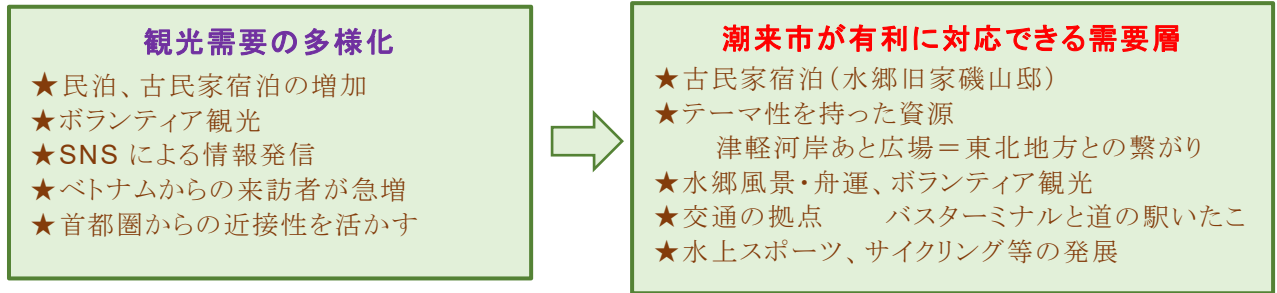 観光需要の多様化
★民泊、古民家宿泊の増加
★ボランティア観光
★SNS による情報発信
★ベトナムからの来訪者が急増
★首都圏からの近接性を活かす
潮来市が有利に対応できる需要層
★古民家宿泊（水郷旧家磯山邸）
★テーマ性を持った資源
津軽河岸あと広場＝東北地方との繋がり
★水郷風景・舟運、ボランティア観光
★交通の拠点　　バスターミナルと道の駅いたこ
★水上スポーツ、サイクリング等の発展